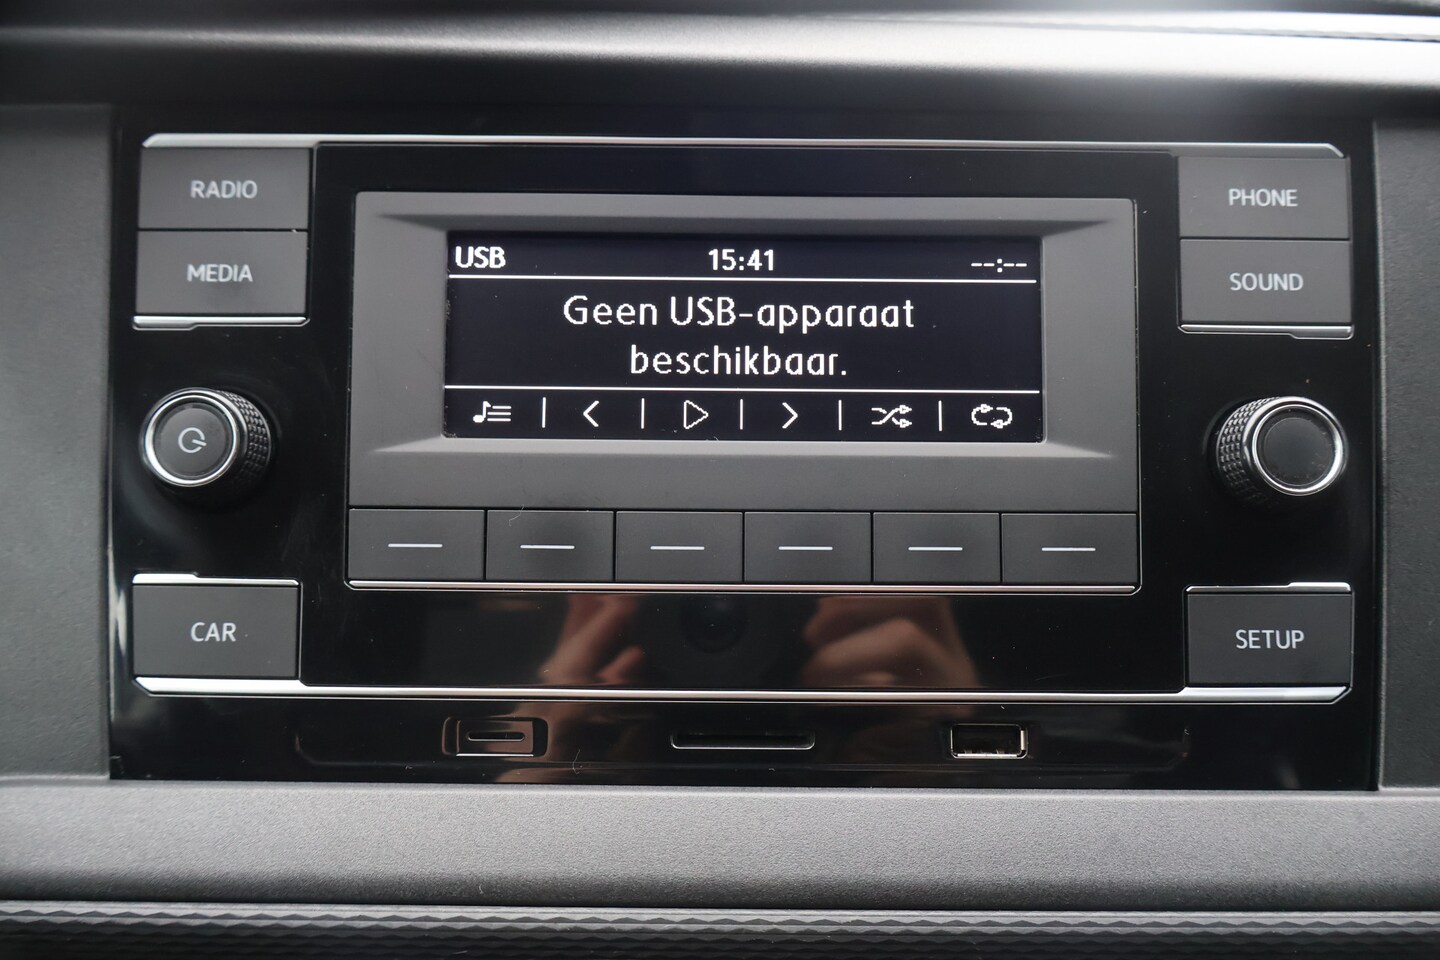 RADIO
MEDIA
PHONE
SOUND
USB 15:41 --:--
Geen USB-apparaat
beschikbaar.
CAR
SETUP